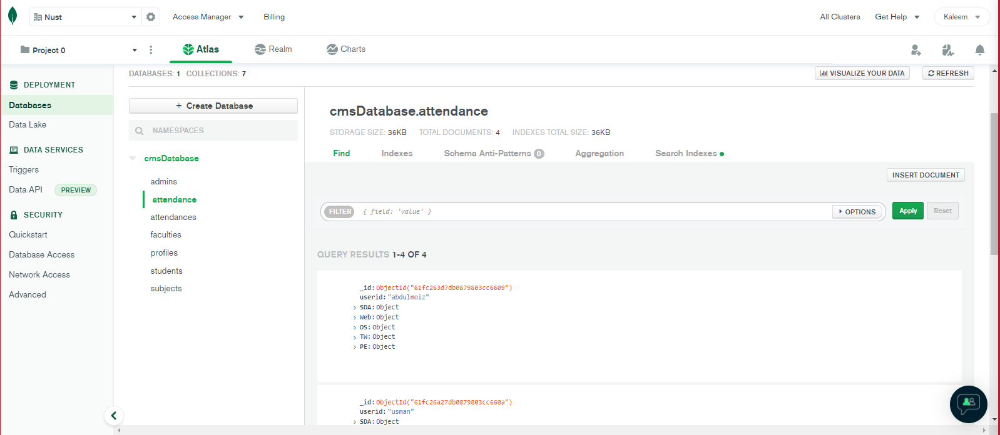 Nust
Access Manager
Billing
All Clusters
Get Help
Kaleem
Project 0
Atlas
Realm
Charts
DATABASES: 1 COLLECTIONS: 7
VISUALIZE YOUR DATA
REFRESH
DEPLOYMENT
Databases
Data Lake
DATA SERVICES
Triggers
Data API PREVIEW
SECURITY
Quickstart
Database Access
Network Access
Advanced
+ Create Database
NAMESPACES
cmsDatabase
admins
attendance
attendances
faculties
profiles
students
subjects
cmsDatabase.attendance
STORAGE SIZE: 36KB TOTAL DOCUMENTS: 4 INDEXES TOTAL SIZE: 36KB
Find Indexes Schema Anti-Patterns 0 Aggregation Search Indexes
INSERT DOCUMENT
FILTER { field: 'value' } OPTIONS Apply Reset
QUERY RESULTS 1-4 OF 4
_id: ObjectId("61fc263d7db0879803cc6609")
userid: "abdulmoiz"
SDA: Object
Web: Object
OS: Object
TW: Object
PE: Object
_id: ObjectId("61fc26a27db0879803cc660a")
userid: "usman"
SDA: Object